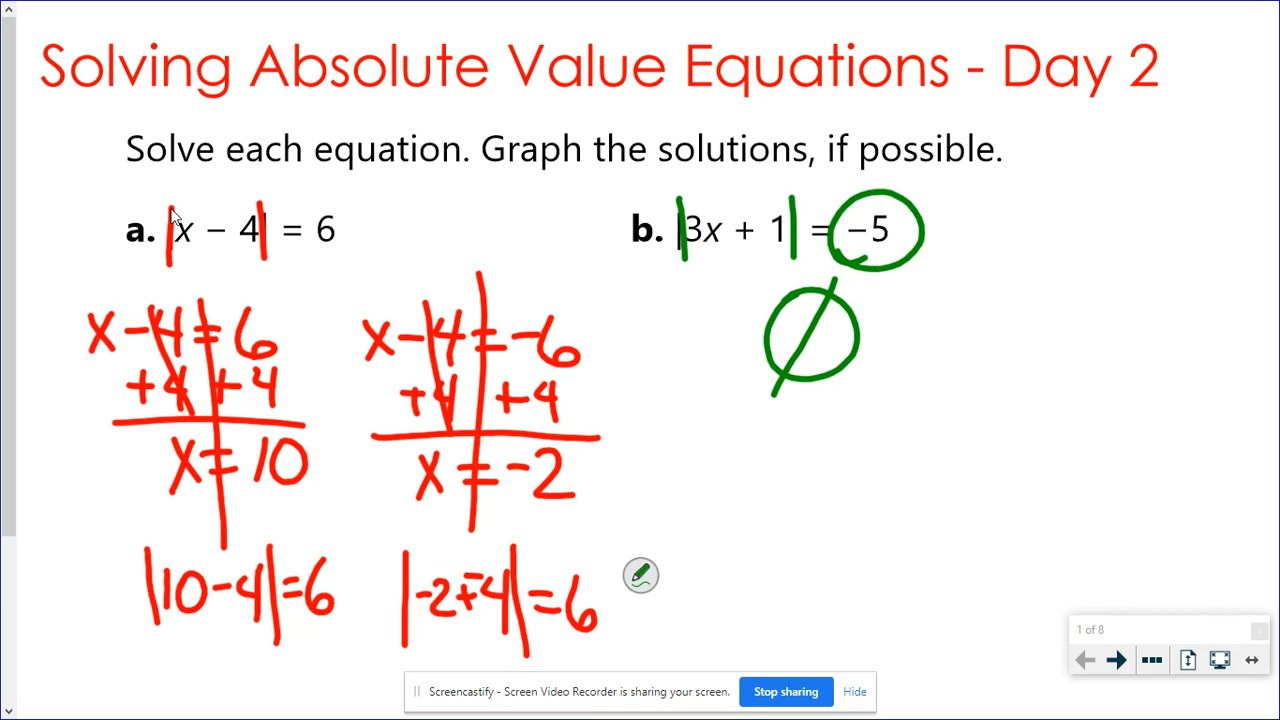 Solving Absolute Value Equations - Day 2
Solve each equation. Graph the solutions, if possible.
a. |x − 4| = 6
b. |3x + 1| = −5
x-4=6
+4 +4
x=10
|10-4|=6
x-4=-6
+4 +4
x=-2
|-2+-4|=6
∅
1 of 8
Screencastify - Screen Video Recorder is sharing your screen.
Stop sharing
Hide